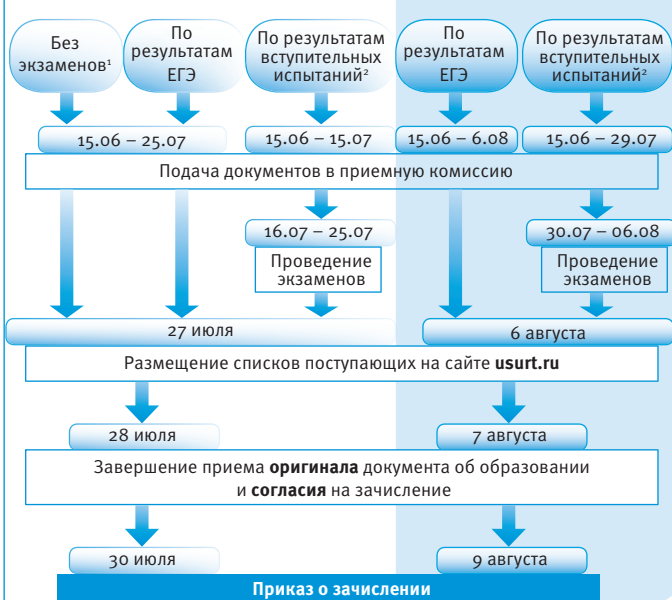 Без
экзаменов¹
По
результатам
ЕГЭ
По результатам
вступительных
испытаний²
По
результатам
ЕГЭ
По результатам
вступительных
испытаний²
15.06 – 25.07
15.06 – 15.07
15.06 – 6.08
15.06 – 29.07
Подача документов в приемную комиссию
16.07 – 25.07
30.07 – 06.08
Проведение
экзаменов
Проведение
экзаменов
27 июля
6 августа
Размещение списков поступающих на сайте usurt.ru
28 июля
7 августа
Завершение приема оригинала документа об образовании
и согласия на зачисление
30 июля
9 августа
Приказ о зачислении